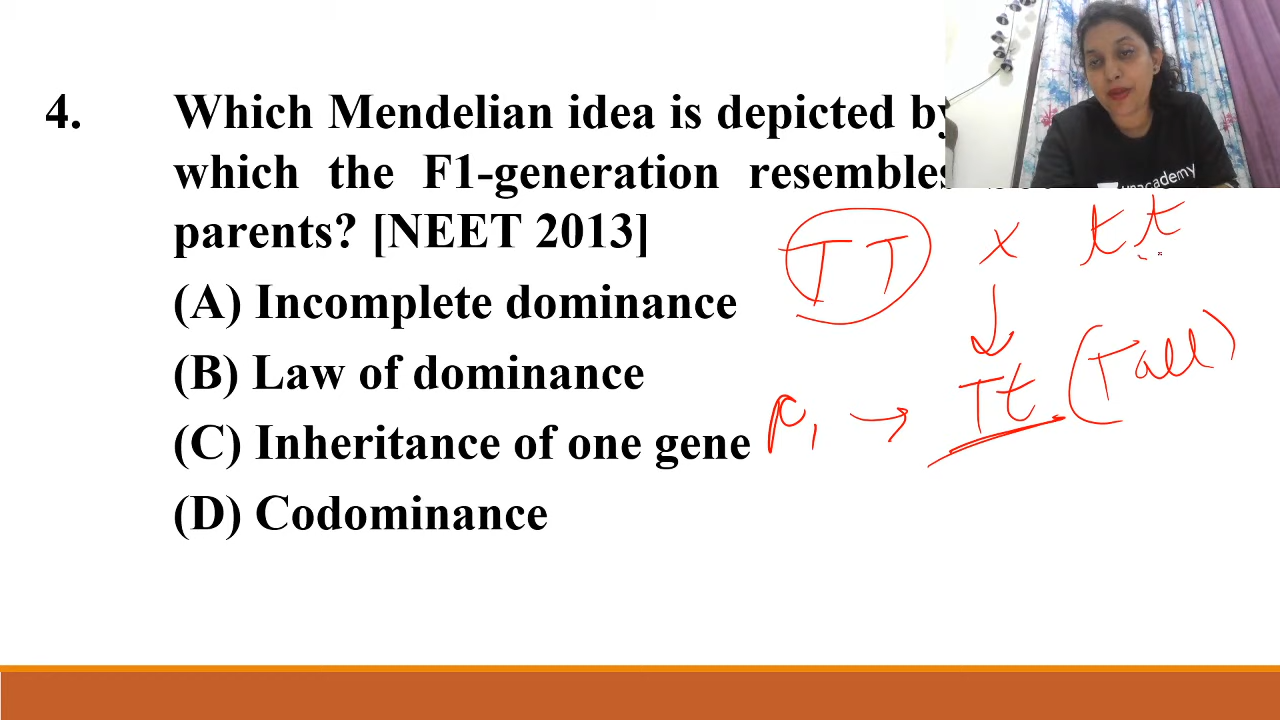 4. Which Mendelian idea is depicted by
which the F1-generation resembles
parents? [NEET 2013]
(A) Incomplete dominance
(B) Law of dominance
(C) Inheritance of one gene
(D) Codominance
TT x tt
Tt (Tall)
unacademy